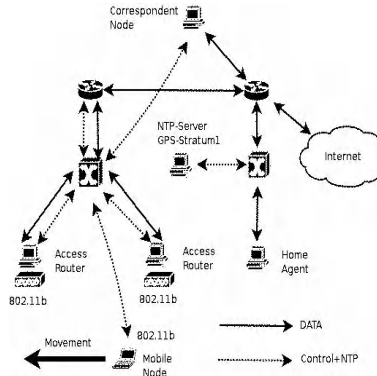 Correspondent
Node
NTP-Server
GPS-Stratum1
Internet
Access
Router
Access
Router
Home
Agent
802.11b
802.11b
802.11b
DATA
Movement
Mobile
Node
Control+NTP